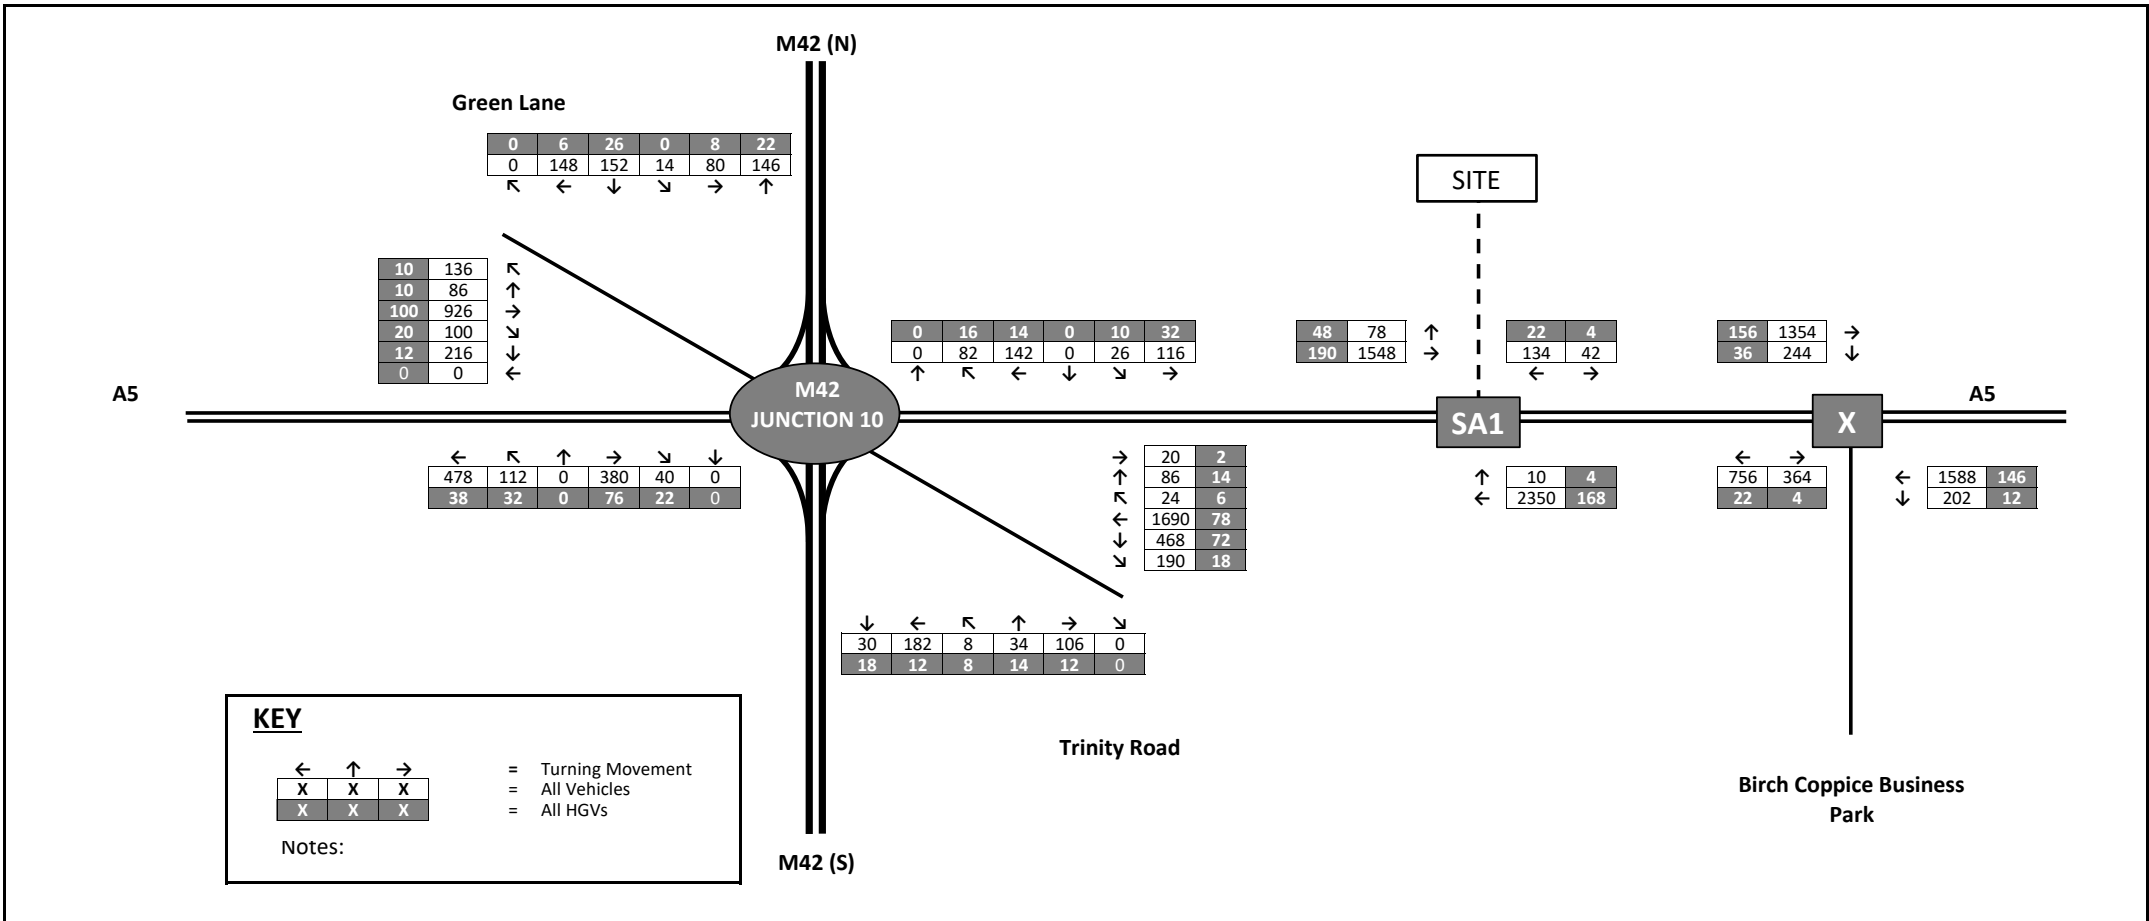 M42 (N)
Green Lane
0 6 26 0 8 22
0 148 152 14 80 146
↖ ← ↓ ↘ → ↑
SITE
10 136 ↖
10 86 ↑
100 926 →
20 100 ↘
12 216 ↓
0 0 ←
0 16 14 0 10 32
0 82 142 0 26 116
↑ ↖ ← ↓ ↘ →
48 78 ↑
190 1548 →
22 4
134 42
← →
156 1354 →
36 244 ↓
A5
M42
JUNCTION 10
SA1
X
A5
← ↖ ↑ → ↘ ↓
478 112 0 380 40 0
38 32 0 76 22 0
→ 20 2
↑ 86 14
↖ 24 6
← 1690 78
↓ 468 72
↘ 190 18
↑ 10 4
← 2350 168
← →
756 364
22 4
← 1588 146
↓ 202 12
↓ ← ↖ ↑ → ↘
30 182 8 34 106 0
18 12 8 14 12 0
Trinity Road
Birch Coppice Business
Park
M42 (S)
KEY
← ↑ → = Turning Movement
X X X = All Vehicles
X X X = All HGVs
Notes: